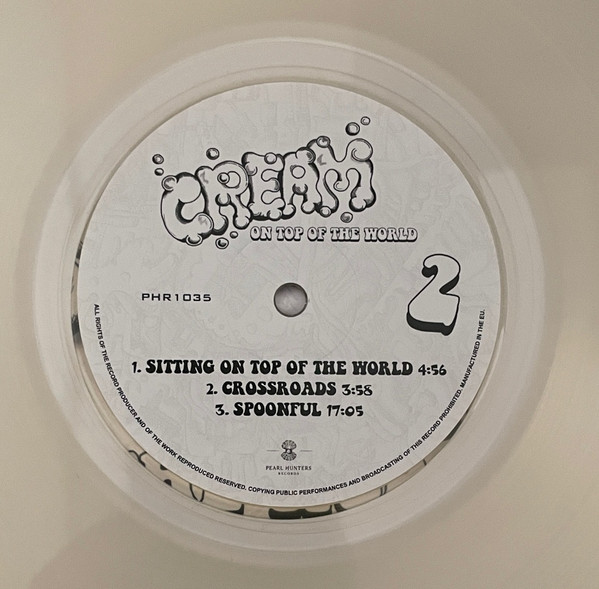 CREAM
ON TOP OF THE WORLD
PHR1035
2
1. SITTING ON TOP OF THE WORLD 4:56
2. CROSSROADS 3:58
3. SPOONFUL 17:05
PEARL HUNTERS
RECORDS
ALL RIGHTS OF THE RECORD PRODUCER AND OF THE WORK REPRODUCED RESERVED. COPYING PUBLIC PERFORMANCES AND BROADCASTING OF THIS RECORD PROHIBITED. MANUFACTURED IN THE EU.